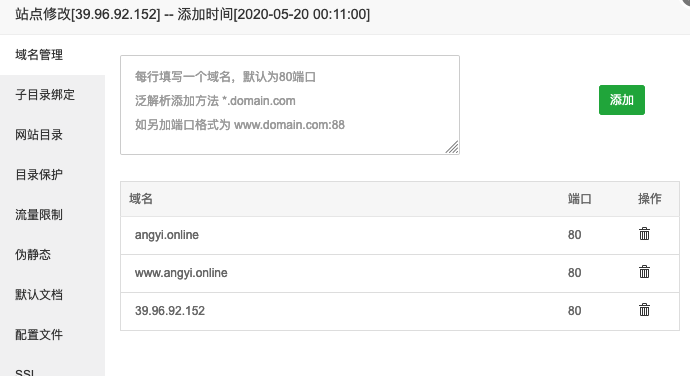 站点修改[39.96.92.152] -- 添加时间[2020-05-20 00:11:00]
域名管理
子目录绑定
网站目录
目录保护
流量限制
伪静态
默认文档
配置文件
SSL
每行填写一个域名，默认为80端口
泛解析添加方法 *.domain.com
如另加端口格式为 www.domain.com:88
添加
域名 端口 操作
angyi.online 80
www.angyi.online 80
39.96.92.152 80